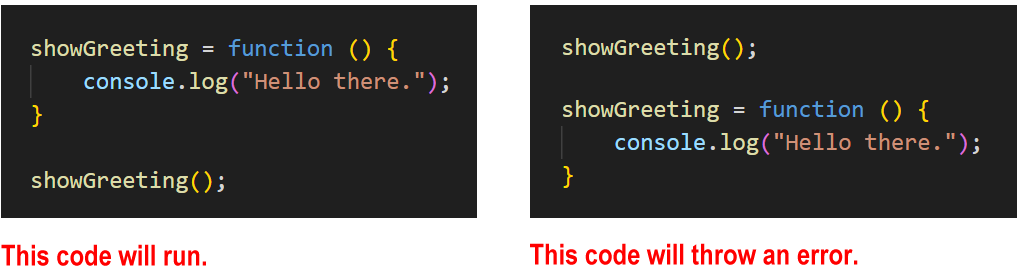 showGreeting = function () {
    console.log("Hello there.");
}
showGreeting();
This code will run.
showGreeting();
showGreeting = function () {
    console.log("Hello there.");
}
This code will throw an error.